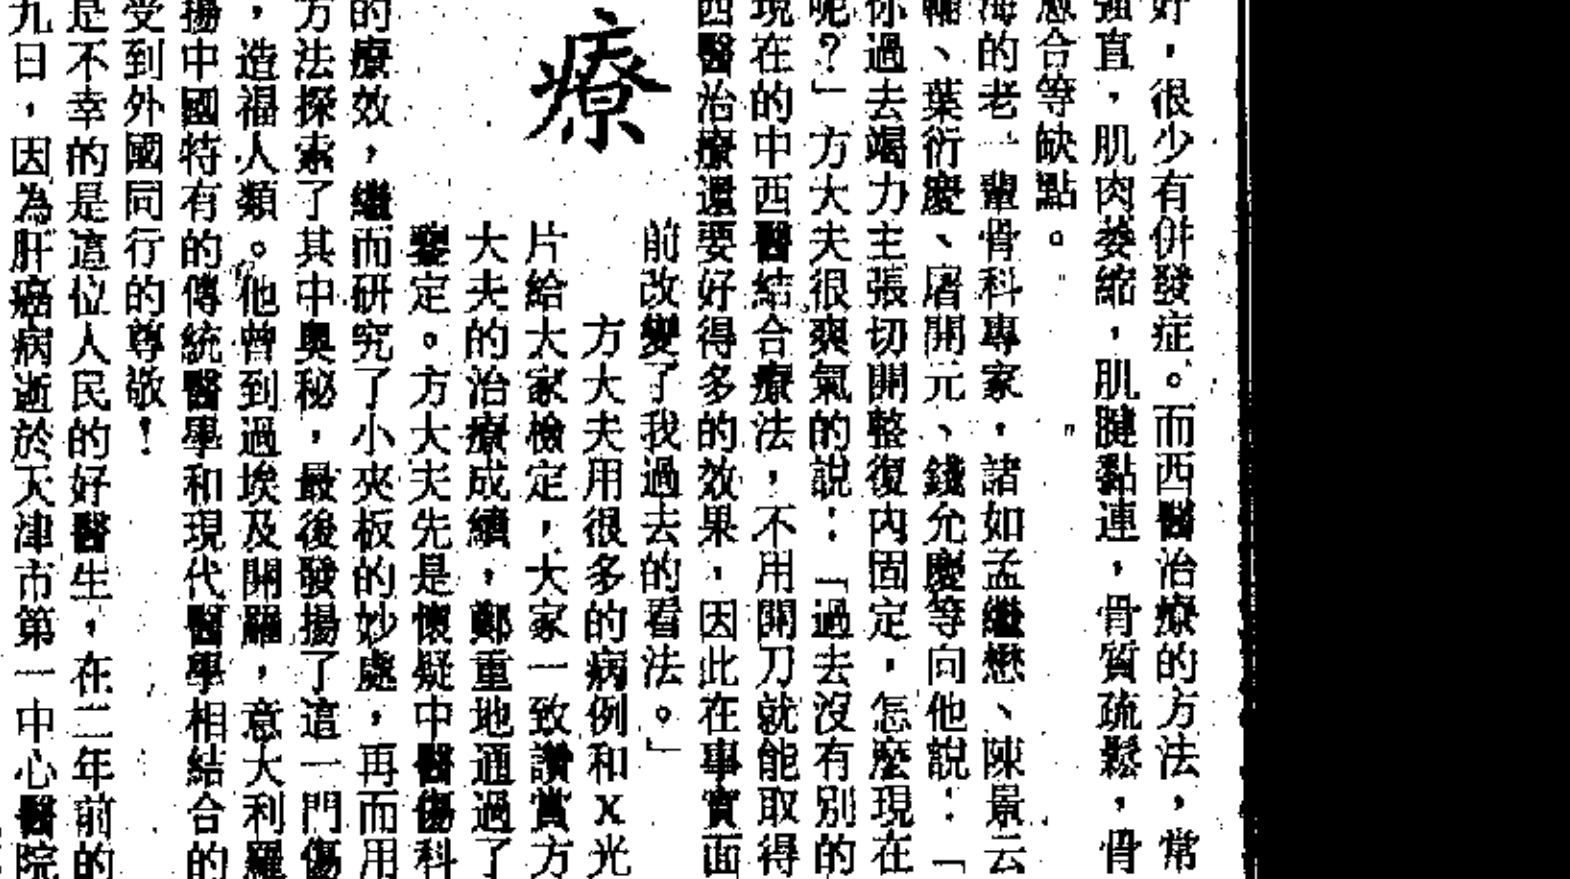 好，很少有併發症。而西醫治療的方法，常
強直，肌肉萎縮，肌腱黏連，骨質疏鬆，骨
癒合等缺點。
海的老一輩骨科專家，諸如孟繼懋、陳景云
輔、葉衍慶、屠開元、錢允慶等向他說：「
你過去竭力主張切開整復內固定，怎麼現在
呢？」方大夫很爽氣的說：「過去沒有別的
現在的中西醫結合療法，不用開刀就能取得
西醫治療還要好得多的效果，因此在事實面
前改變了我過去的看法。」
療
方大夫用很多的病例和X光
片給大家檢定，大家一致讚賞方
大夫的治療成績，鄭重地通過了
鑒定。方大夫先是懷疑中醫傷科
的療效，繼而研究了小夾板的妙處，再而用
方法探索了其中奧秘，最後發揚了這一門傷
，造福人類。他曾到過埃及開羅，意大利羅
揚中國特有的傳統醫學和現代醫學相結合的
受到外國同行的尊敬！
是不幸的是這位人民的好醫生，在二年前的
九日，因為肝癌病逝於天津市第一中心醫院